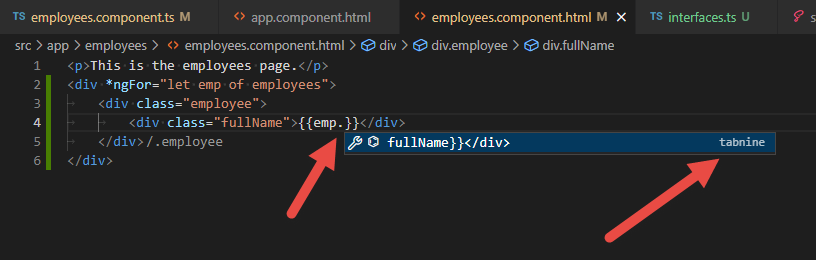 TS employees.component.ts M app.component.html employees.component.html M TS interfaces.ts U s
src > app > employees > employees.component.html > div > div.employee > div.fullName
1 <p>This is the employees page.</p>
2 <div *ngFor="let emp of employees">
3 <div class="employee">
4 <div class="fullName">{{emp.}}</div>
fullName}}</div> tabnine
5 </div>/.employee
6 </div>